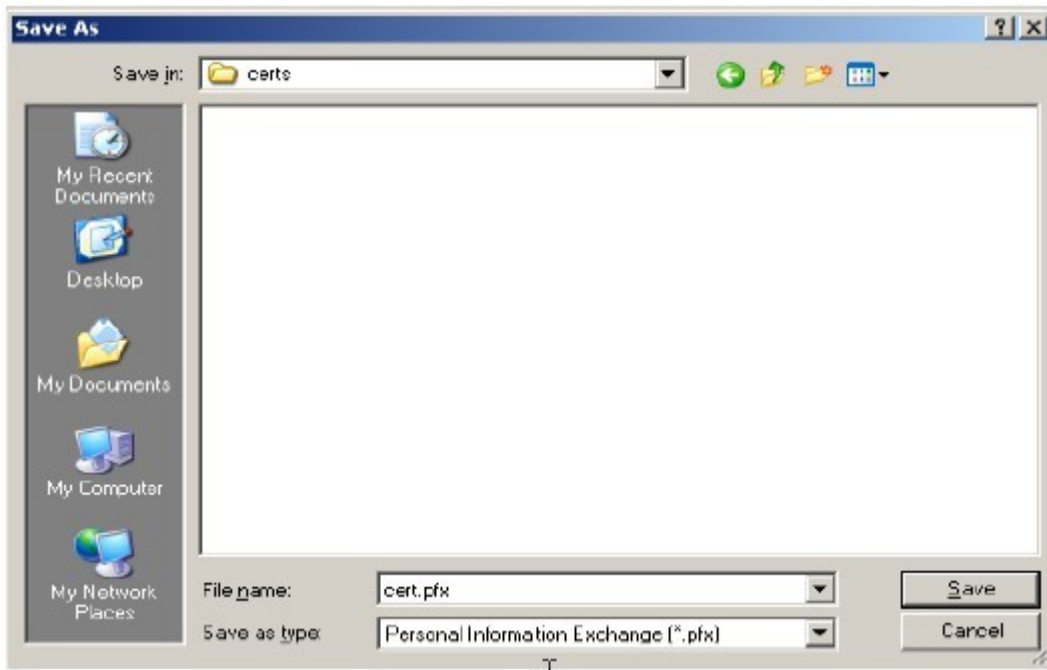 Save As
Save in:
certs
My Recent
Documents
Desktop
My Documents
My Computer
My Network
Places
File name:
cert.pfx
Save
Save as type:
Personal Information Exchange (*.pfx)
Cancel